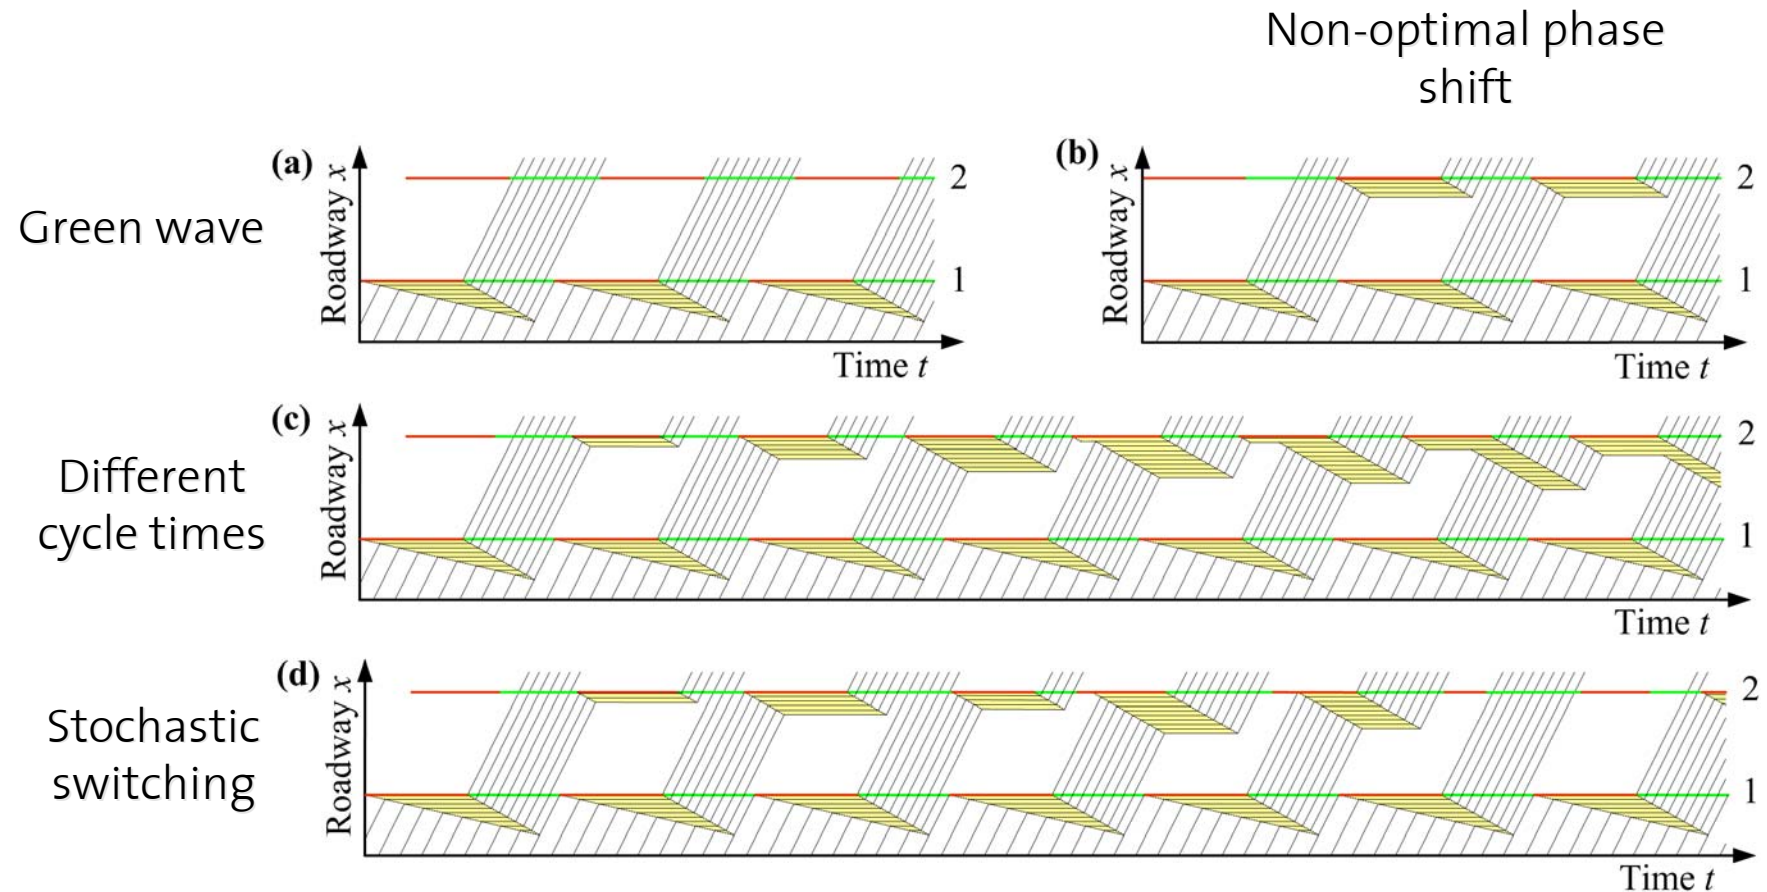 Non-optimal phase
shift
Green wave
(a)
Roadway x
2
1
Time t
(b)
Roadway x
2
1
Time t
Different
cycle times
(c)
Roadway x
2
1
Time t
Stochastic
switching
(d)
Roadway x
2
1
Time t